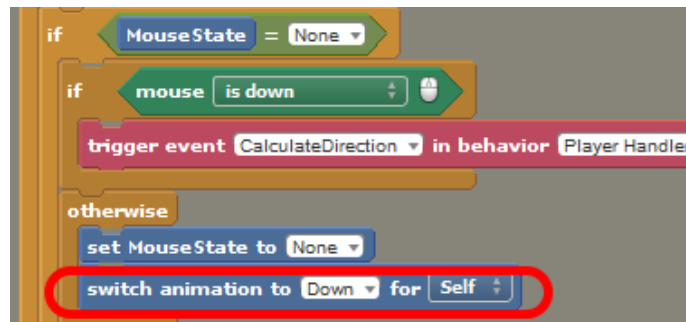 if MouseState = None
if mouse is down
trigger event CalculateDirection in behavior Player Handle
otherwise
set MouseState to None
switch animation to Down for Self